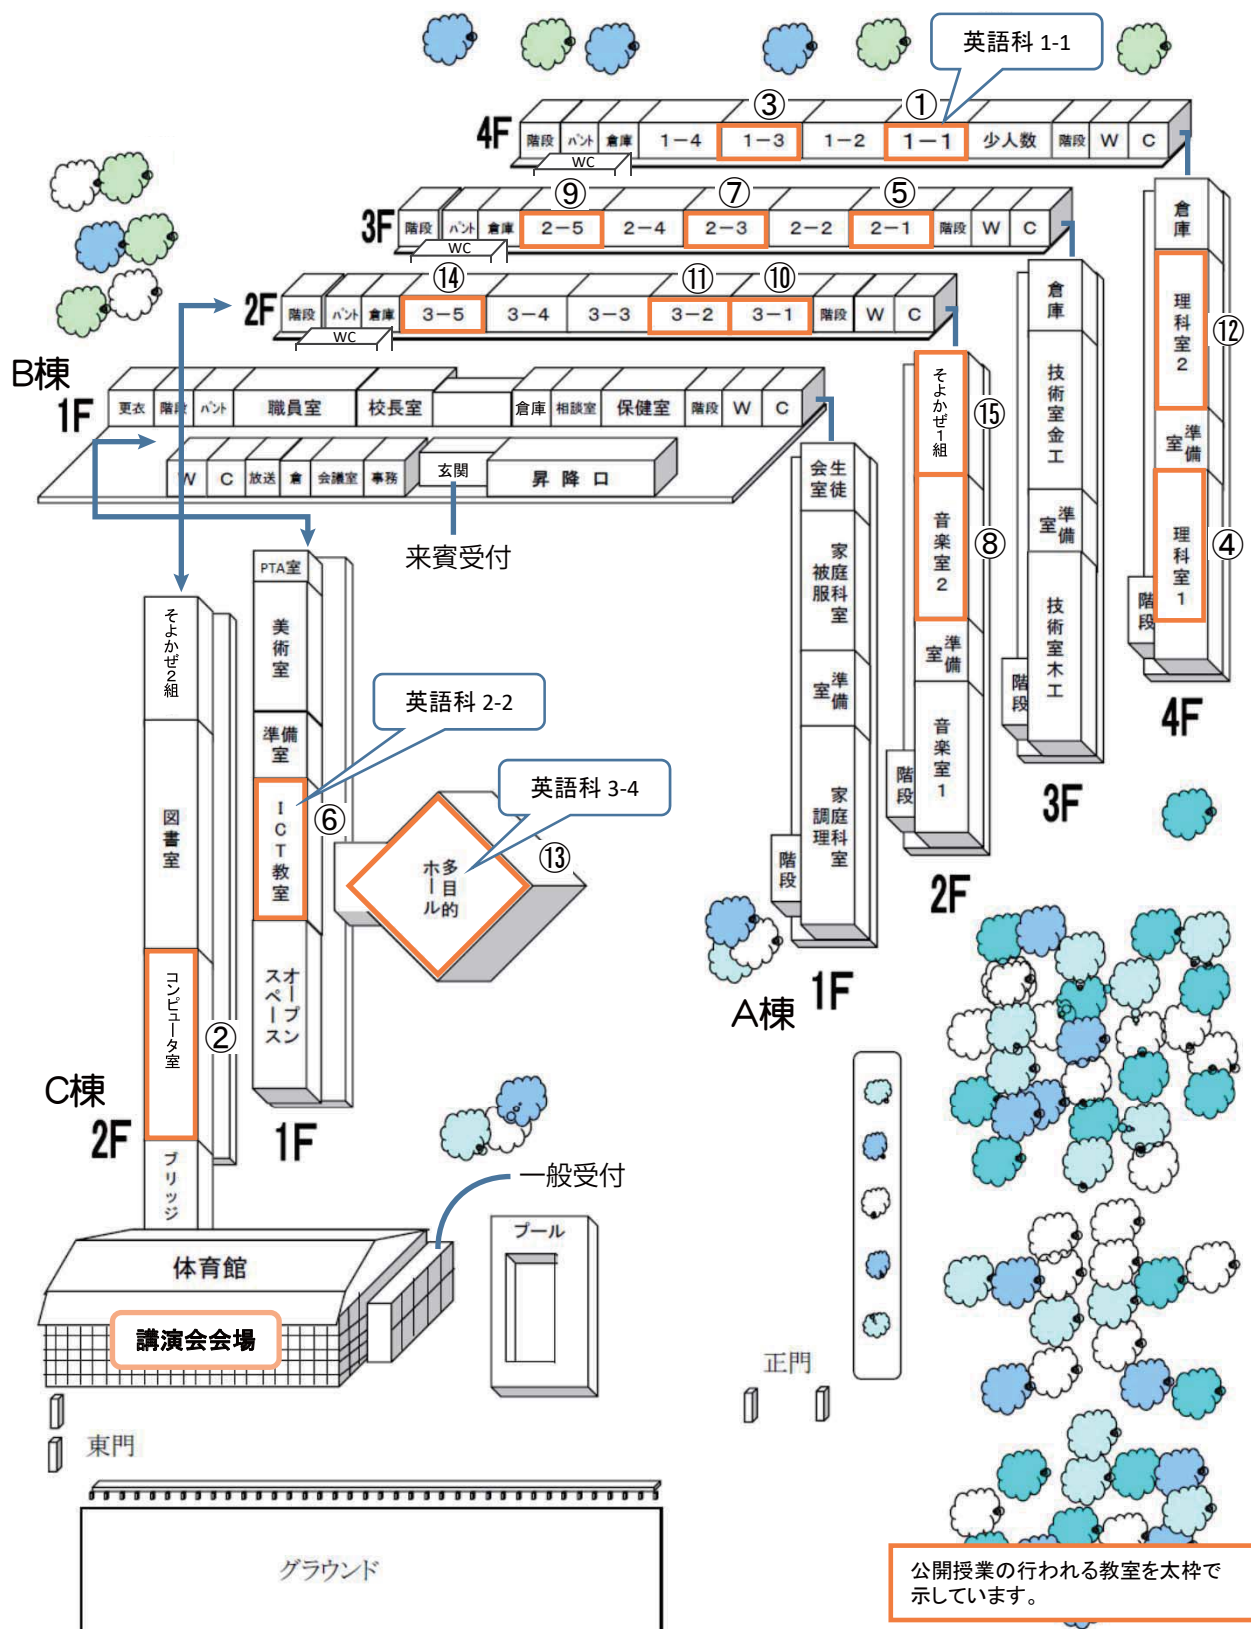 英語科 1-1
③
①
4F
階段 パント 倉庫 1－4 1－3 1－2 1－1 少人数 階段 W C
WC
⑨
⑦
⑤
3F
階段 パント 倉庫 2－5 2－4 2－3 2－2 2－1 階段 W C
WC
⑭
⑪
⑩
2F
階段 パント 倉庫 3－5 3－4 3－3 3－2 3－1 階段 W C
WC
B棟
1F
更衣 階段 パント 職員室 校長室 倉庫 相談室 保健室 階段 W C
W C 放送 倉 会議室 事務 玄関 昇降口
来賓受付
倉庫
理科室2
⑫
準備室
理科室1
④
階段
4F
倉庫
技術室金工
準備室
技術室木工
階段
3F
そよかぜ1組
⑮
音楽室2
⑧
準備室
音楽室1
階段
2F
生徒会室
家庭科室被服
準備室
家庭科室調理
階段
1F
A棟
PTA室
美術室
準備室
ICT教室
⑥
オープンスペース
1F
英語科 2-2
英語科 3-4
多目的ホール
⑬
そよかぜ2組
図書室
コンピュータ室
②
ブリッジ
C棟
2F
一般受付
体育館
講演会会場
プール
正門
東門
グラウンド
公開授業の行われる教室を太枠で
示しています。